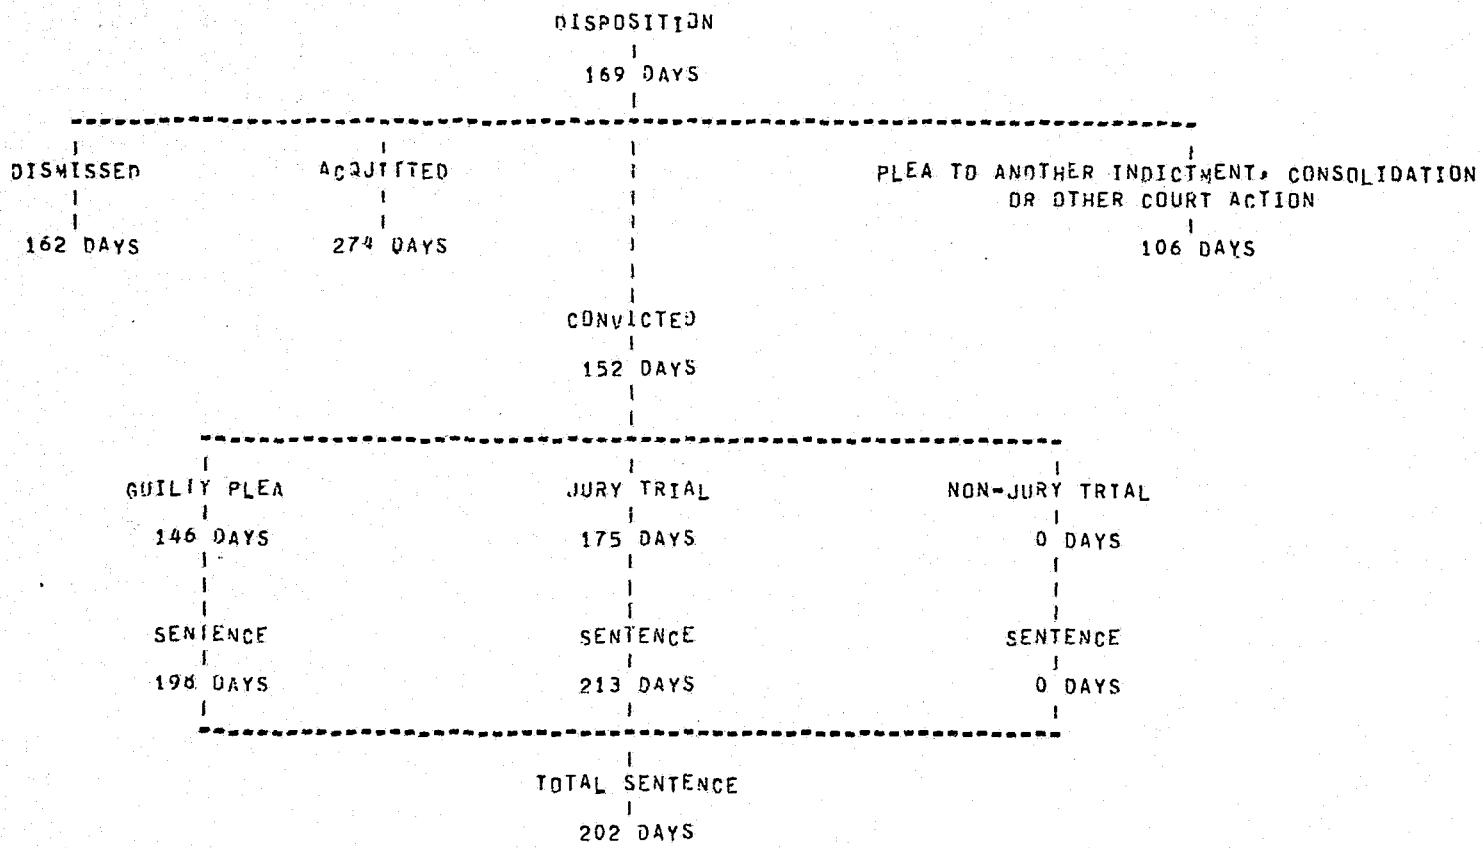 DISPOSITION
169 DAYS
DISMISSED
ACQUITTED
PLEA TO ANOTHER INDICTMENT, CONSOLIDATION
OR OTHER COURT ACTION
162 DAYS
274 DAYS
106 DAYS
CONVICTED
152 DAYS
GUILTY PLEA
JURY TRIAL
NON-JURY TRIAL
146 DAYS
175 DAYS
0 DAYS
SENTENCE
SENTENCE
SENTENCE
198 DAYS
213 DAYS
0 DAYS
TOTAL SENTENCE
202 DAYS